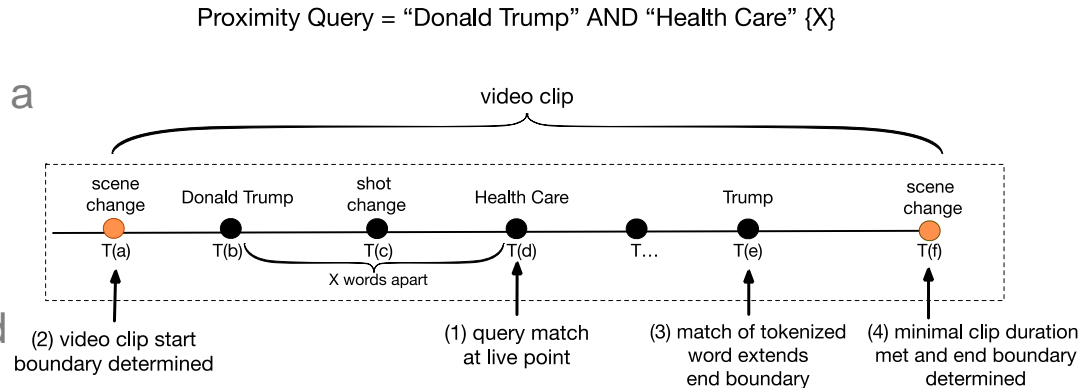 Proximity Query = “Donald Trump” AND “Health Care” {X}
a
video clip
scene change
Donald Trump
shot change
Health Care
Trump
scene change
T(a)
T(b)
T(c)
T(d)
T...
T(e)
T(f)
X words apart
d
(2) video clip start
boundary determined
(1) query match
at live point
(3) match of tokenized
word extends
end boundary
(4) minimal clip duration
met and end boundary
determined